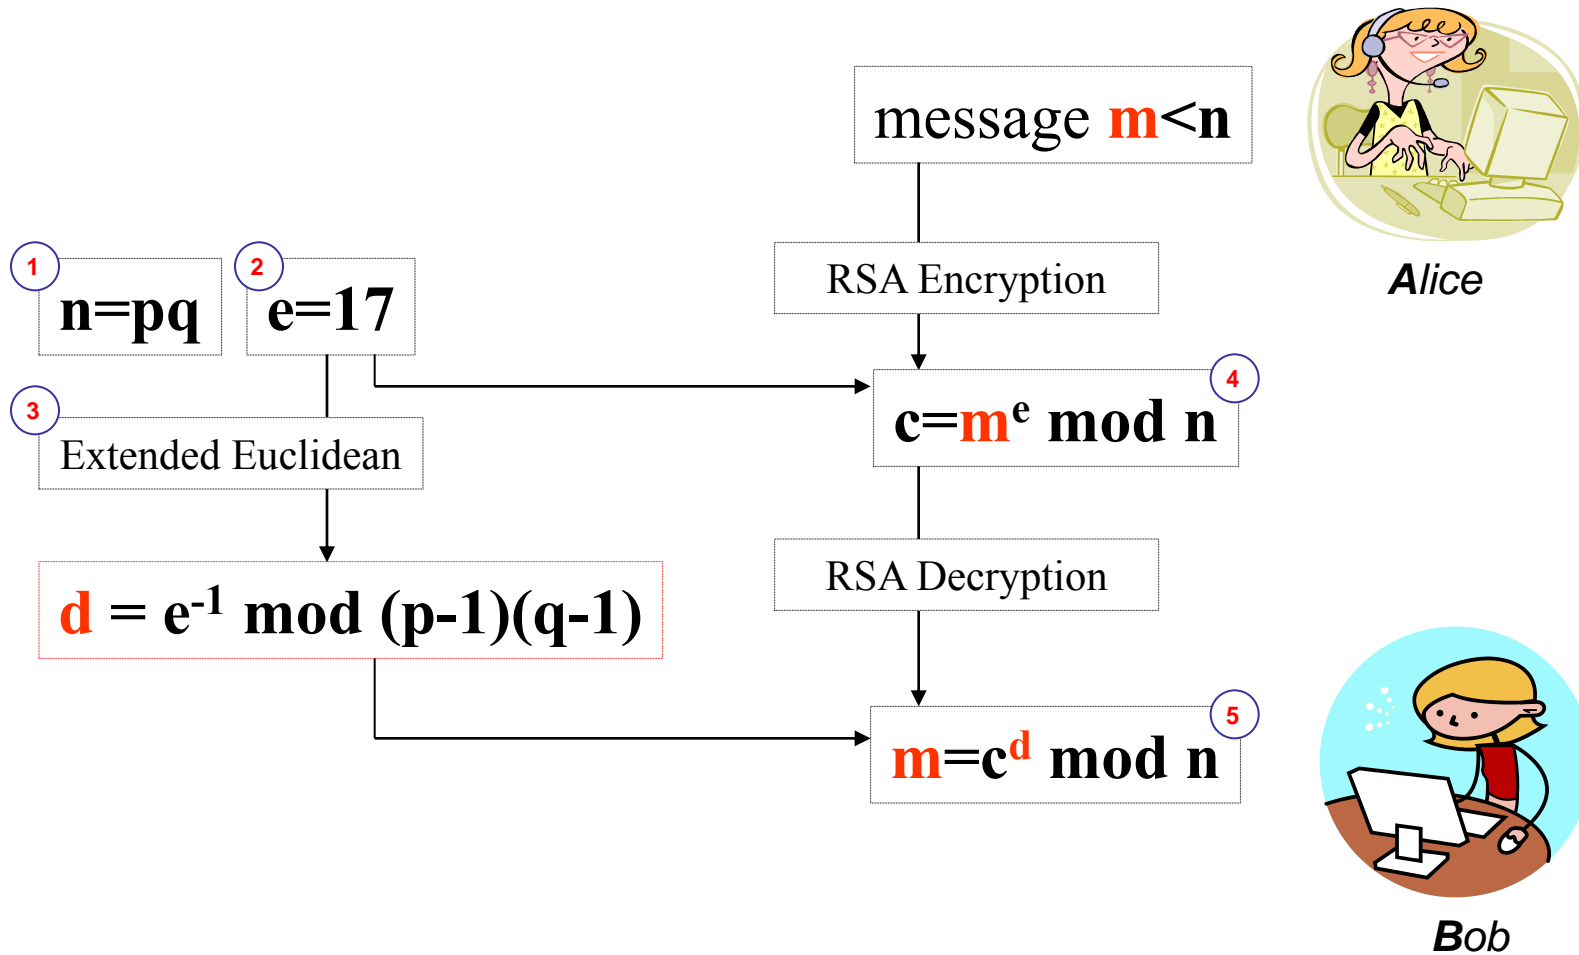 message m<n
Alice
1
n=pq
2
e=17
RSA Encryption
3
Extended Euclidean
4
c=mᵉ mod n
d = e⁻¹ mod (p-1)(q-1)
RSA Decryption
5
m=cᵈ mod n
Bob